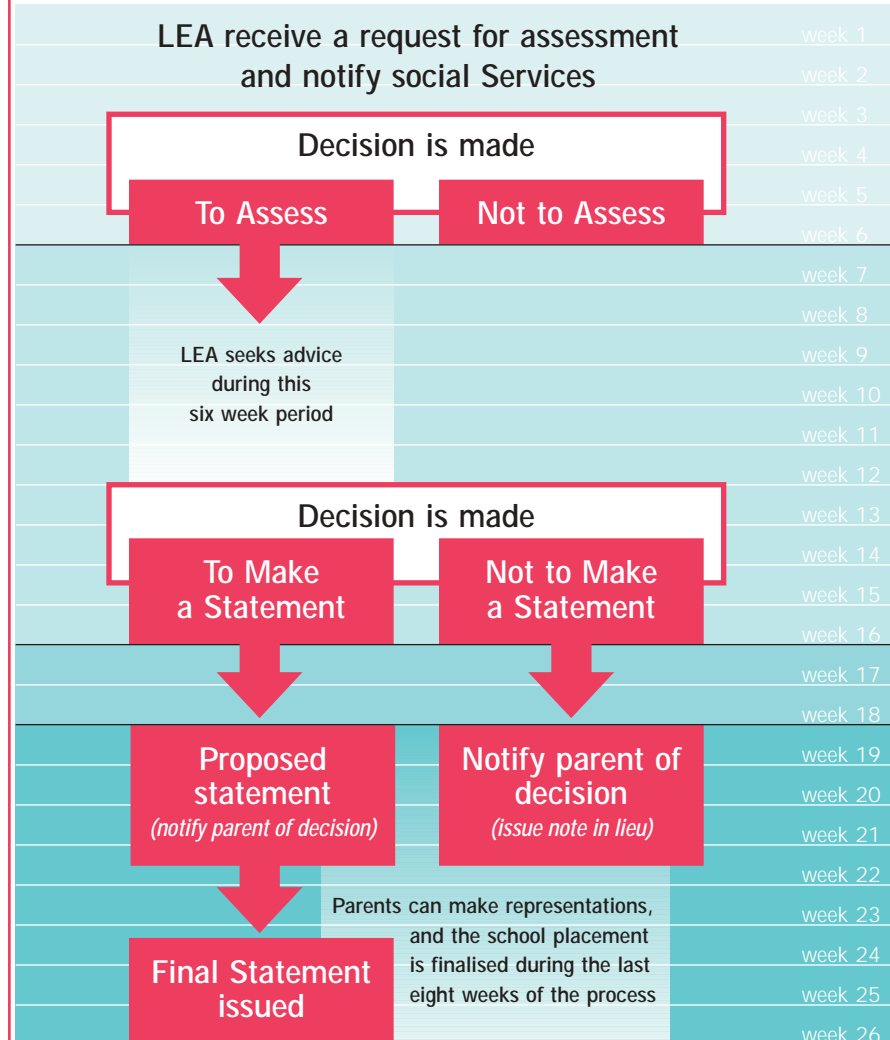 LEA receive a request for assessment
and notify social Services
Decision is made
To Assess
Not to Assess
LEA seeks advice
during this
six week period
Decision is made
To Make
a Statement
Not to Make
a Statement
Proposed
statement
(notify parent of decision)
Notify parent of
decision
(issue note in lieu)
Parents can make representations,
and the school placement
is finalised during the last
eight weeks of the process
Final Statement
issued
week 1
week 2
week 3
week 4
week 5
week 6
week 7
week 8
week 9
week 10
week 11
week 12
week 13
week 14
week 15
week 16
week 17
week 18
week 19
week 20
week 21
week 22
week 23
week 24
week 25
week 26